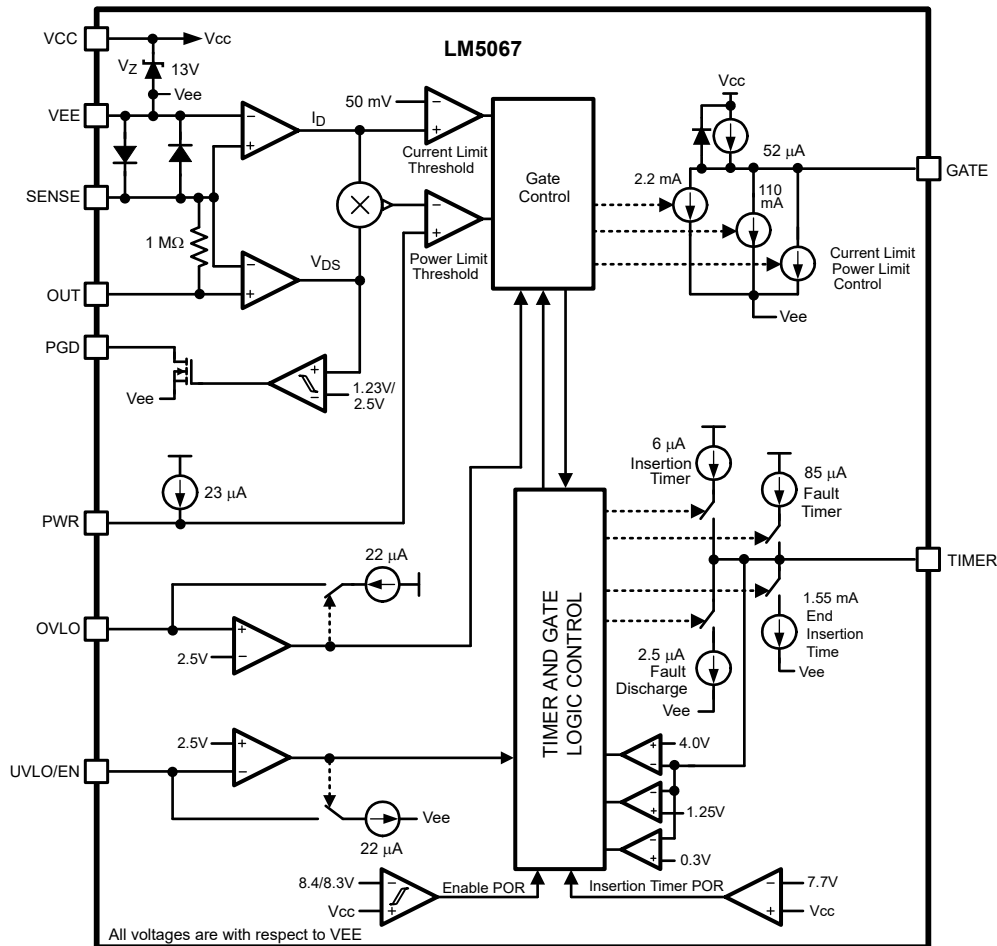 LM5067
VCC
Vcc
VZ
13V
Vee
VEE
SENSE
1 MΩ
OUT
PGD
Vee
ID
VDS
50 mV
Current Limit
Threshold
Power Limit
Threshold
1.23V/
2.5V
Gate
Control
Vcc
52 µA
2.2 mA
110
mA
GATE
Current Limit
Power Limit
Control
Vee
23 µA
PWR
22 µA
OVLO
2.5V
2.5V
UVLO/EN
Vee
22 µA
TIMER AND GATE
LOGIC CONTROL
6 µA
Insertion
Timer
85 µA
Fault
Timer
TIMER
1.55 mA
End
Insertion
Time
Vee
2.5 µA
Fault
Discharge
Vee
4.0V
1.25V
0.3V
8.4/8.3V
Vcc
Enable POR
Insertion Timer POR
7.7V
Vcc
All voltages are with respect to VEE